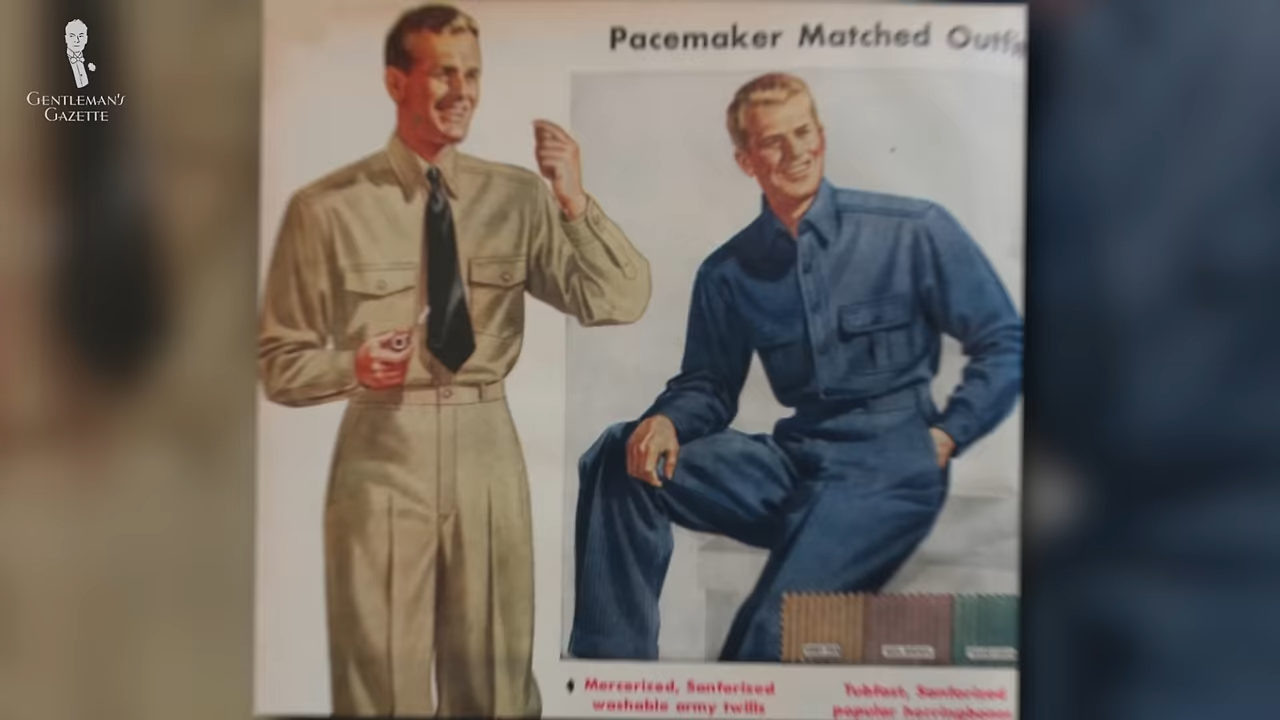 GENTLEMAN'S
GAZETTE
Pacemaker Matched Outfi
Mercerized, Sanforized
washable army twills
Tubfast, Sanforized
popular herringbones